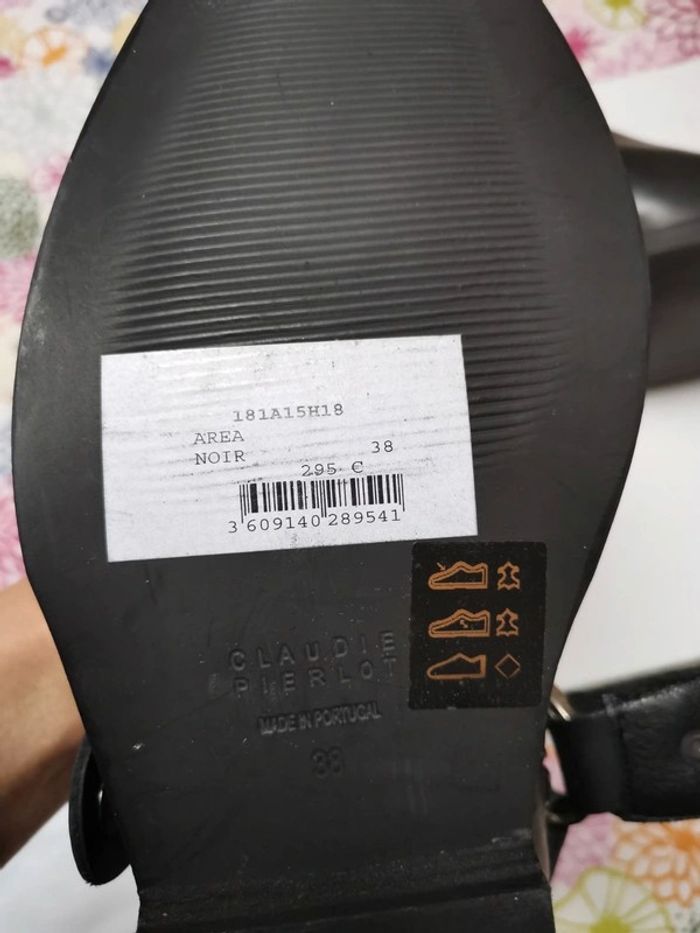 181A15H18
AREA
NOIR 38
295 €
3 609140 289541
CLAUDIE
PIERLOT
MADE IN PORTUGAL
38